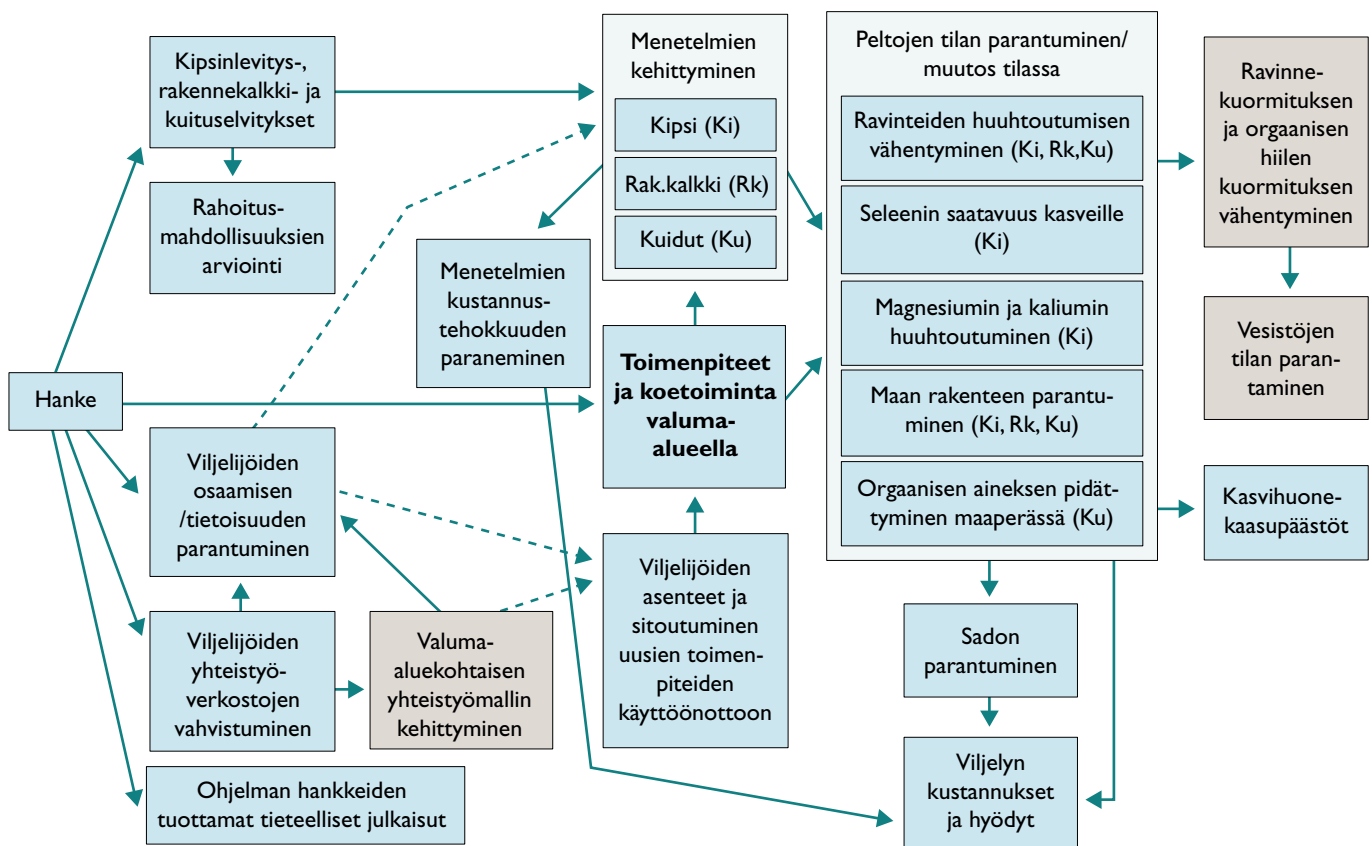 Kipsinlevitys-,
rakennekalkki- ja
kuituselvitykset
Rahoitus-
mahdollisuuksien
arviointi
Hanke
Viljelijöiden
osaamisen
/tietoisuuden
parantuminen
Viljelijöiden
yhteistyö-
verkostojen
vahvistuminen
Ohjelman hankkeiden
tuottamat tieteelliset julkaisut
Valuma-
aluekohtaisen
yhteistyömallin
kehittyminen
Menetelmien
kustannus-
tehokkuuden
paraneminen
Menetelmien
kehittyminen
Kipsi (Ki)
Rak.kalkki (Rk)
Kuidut (Ku)
Toimenpiteet
ja koetoiminta
valuma-
alueella
Viljelijöiden
asenteet ja
sitoutuminen
uusien toimen-
piteiden
käyttöönottoon
Peltojen tilan parantuminen/
muutos tilassa
Ravinteiden huuhtoutumisen
vähentyminen (Ki, Rk,Ku)
Seleenin saatavuus kasveille
(Ki)
Magnesiumin ja kaliumin
huuhtoutuminen (Ki)
Maan rakenteen parantu-
minen (Ki, Rk, Ku)
Orgaanisen aineksen pidät-
tyminen maaperässä (Ku)
Sadon
parantuminen
Viljelyn
kustannukset
ja hyödyt
Ravinne-
kuormituksen
ja orgaanisen
hiilen
kuormituksen
vähentyminen
Vesistöjen
tilan paran-
taminen
Kasvihuone-
kaasupäästöt